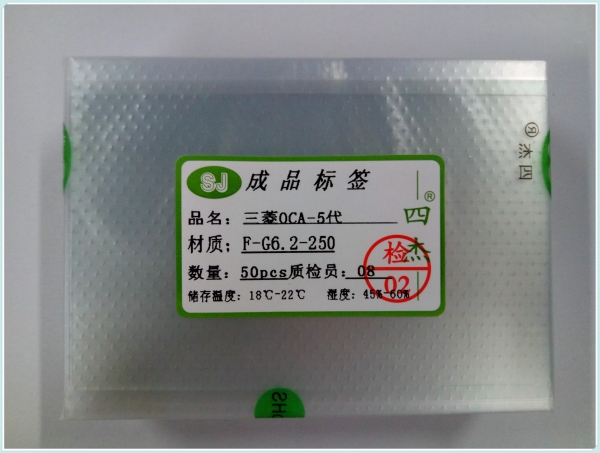 SJ 成品标签
品名：三菱OCA-5代
材质：F-G6.2-250
数量：50pcs质检员：08
储存温度：18℃-22℃ 湿度：45%-60%
®
四杰
检
02
四杰®
OHS